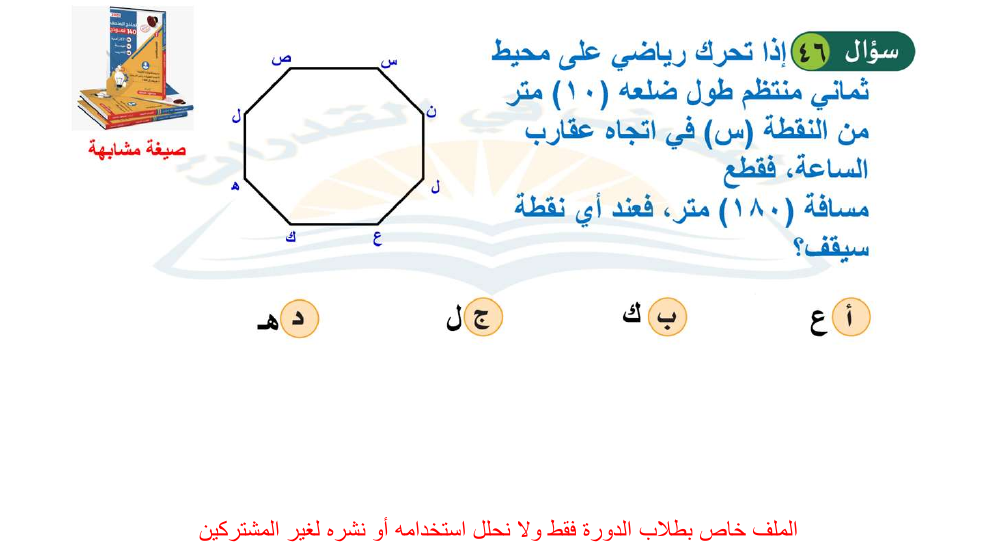 سؤال ٤٦ إذا تحرك رياضي على محيط
ثماني منتظم طول ضلعه (١٠) متر
من النقطة (س) في اتجاه عقارب
الساعة، فقطع
مسافة (١٨٠) متر، فعند أي نقطة
سيقف؟
س
ص
ن
ل
ل
هـ
ع
ك
صيغة مشابهة
أ ع
ب ك
ج ل
د هـ
الملف خاص بطلاب الدورة فقط ولا نحلل استخدامه أو نشره لغير المشتركين